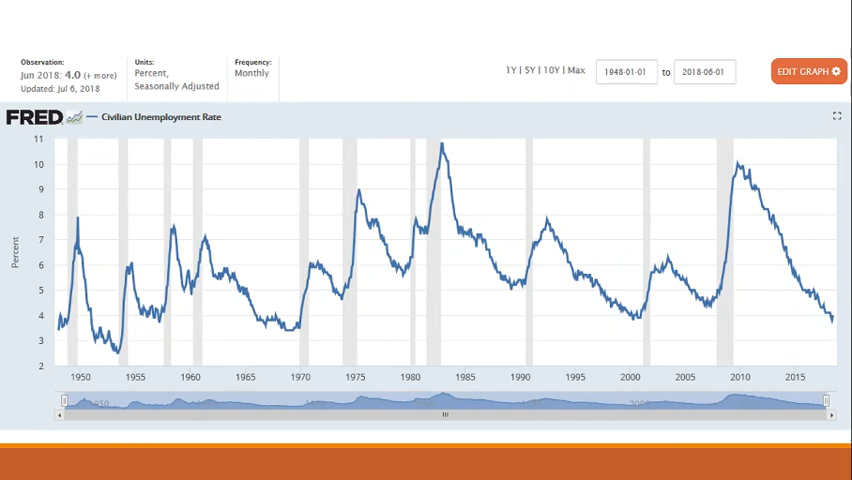 Observation:
Jun 2018: 4.0 (+ more)
Updated: Jul 6, 2018
Units:
Percent,
Seasonally Adjusted
Frequency:
Monthly
1Y | 5Y | 10Y | Max
1948-01-01 to 2018-06-01
EDIT GRAPH
FRED Civilian Unemployment Rate
Percent
11
10
9
8
7
6
5
4
3
2
1950 1955 1960 1965 1970 1975 1980 1985 1990 1995 2000 2005 2010 2015